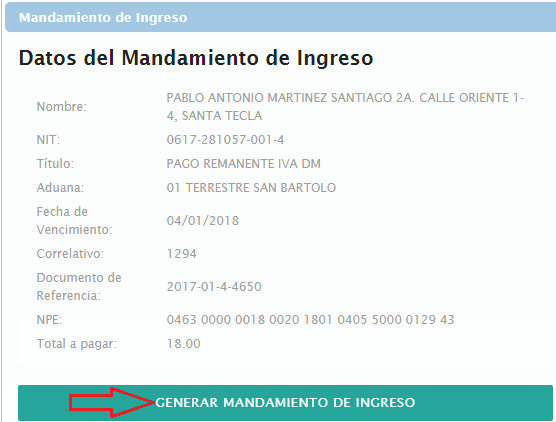 Mandamiento de Ingreso
Datos del Mandamiento de Ingreso
Nombre: PABLO ANTONIO MARTINEZ SANTIAGO 2A. CALLE ORIENTE 1-
4, SANTA TECLA
NIT: 0617-281057-001-4
Título: PAGO REMANENTE IVA DM
Aduana: 01 TERRESTRE SAN BARTOLO
Fecha de
Vencimiento: 04/01/2018
Correlativo: 1294
Documento de
Referencia: 2017-01-4-4650
NPE: 0463 0000 0018 0020 1801 0405 5000 0129 43
Total a pagar: 18.00
GENERAR MANDAMIENTO DE INGRESO